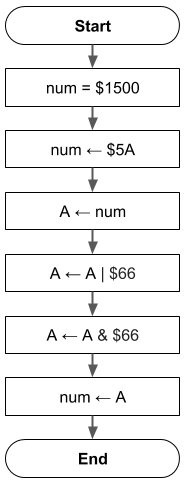 Start
num = $1500
num ← $5A
A ← num
A ← A | $66
A ← A & $66
num ← A
End